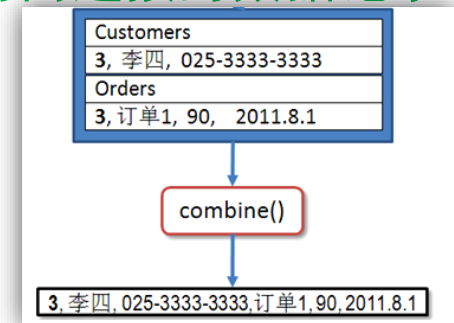 Customers
3, 李四, 025-3333-3333
Orders
3, 订单1, 90, 2011.8.1
combine()
3, 李四, 025-3333-3333,订单1,90,2011.8.1